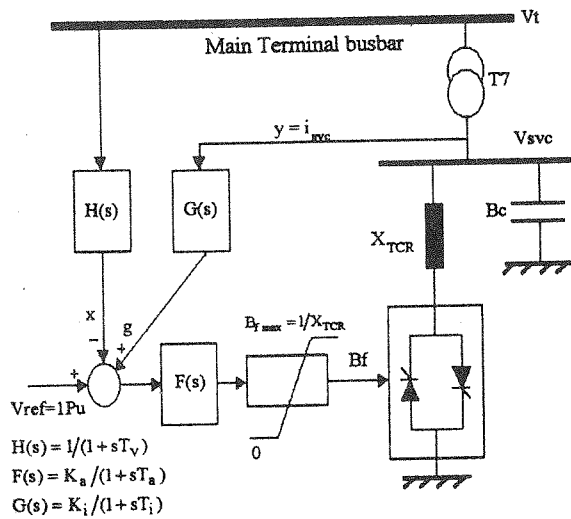 Vt
Main Terminal busbar
T7
y = i_svc
Vsvc
H(s)
G(s)
Bc
X_TCR
x
g
B_f max = 1/X_TCR
−
+
+
F(s)
Bf
Vref=1Pu
0
H(s) = 1/(1+sT_v)
F(s) = K_a/(1+sT_a)
G(s) = K_i/(1+sT_i)